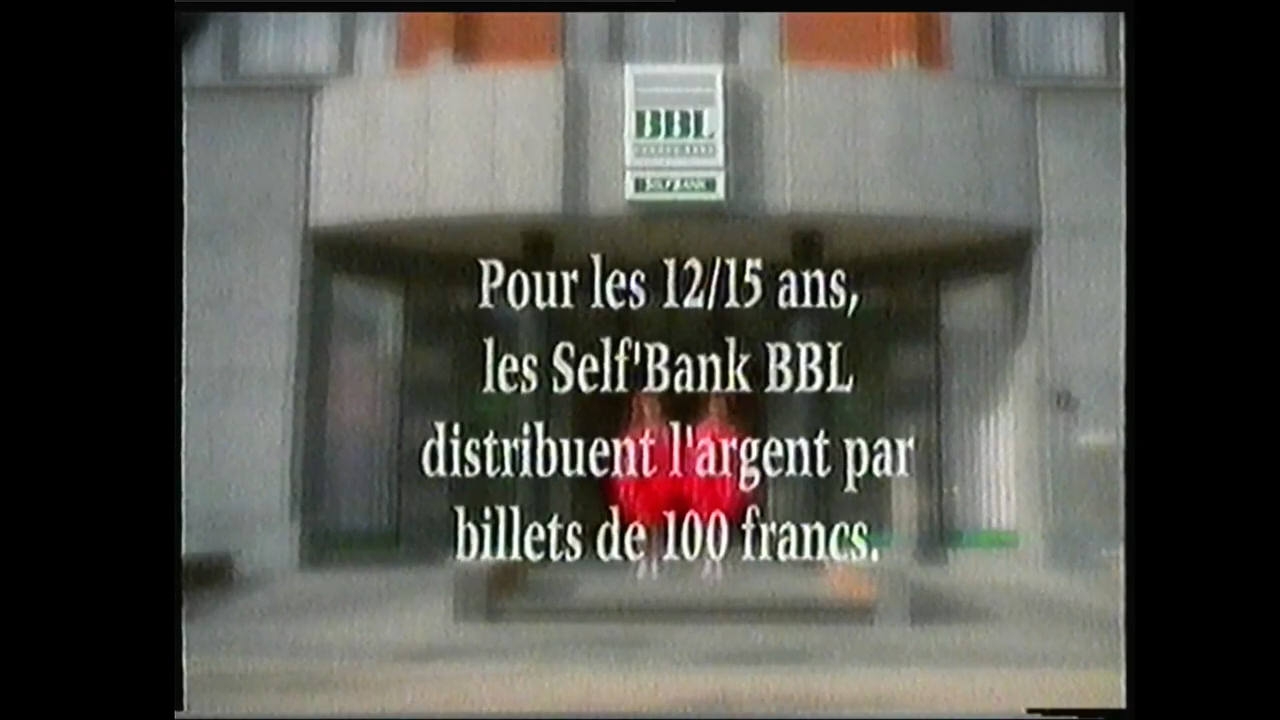 BBL
SELF'BANK
Pour les 12/15 ans,
les Self'Bank BBL
distribuent l'argent par
billets de 100 francs.